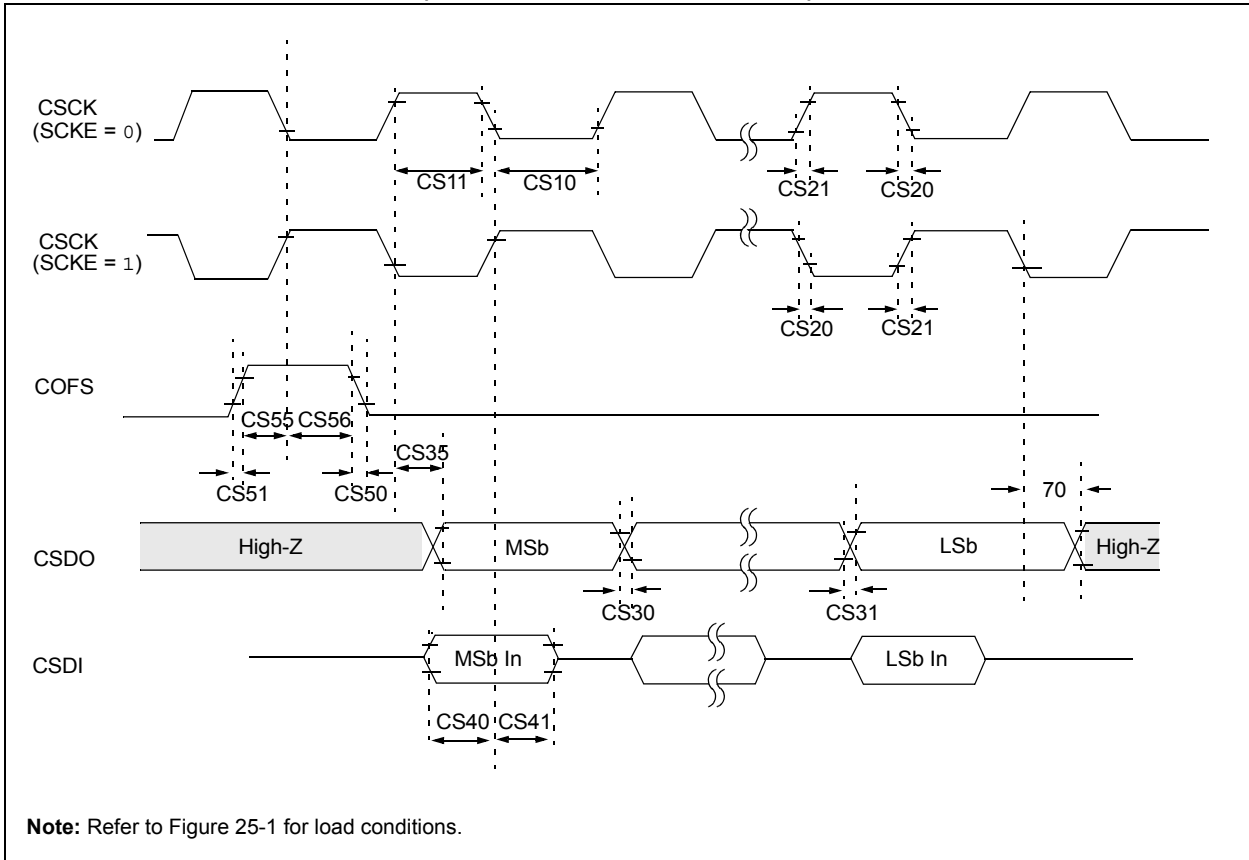 CSCK
(SCKE = 0)
CS11
CS10
CS21
CS20
CSCK
(SCKE = 1)
CS20
CS21
COFS
CS55
CS56
CS35
CS51
CS50
70
CSDO
High-Z
MSb
LSb
High-Z
CS30
CS31
CSDI
MSb In
LSb In
CS40
CS41
Note: Refer to Figure 25-1 for load conditions.